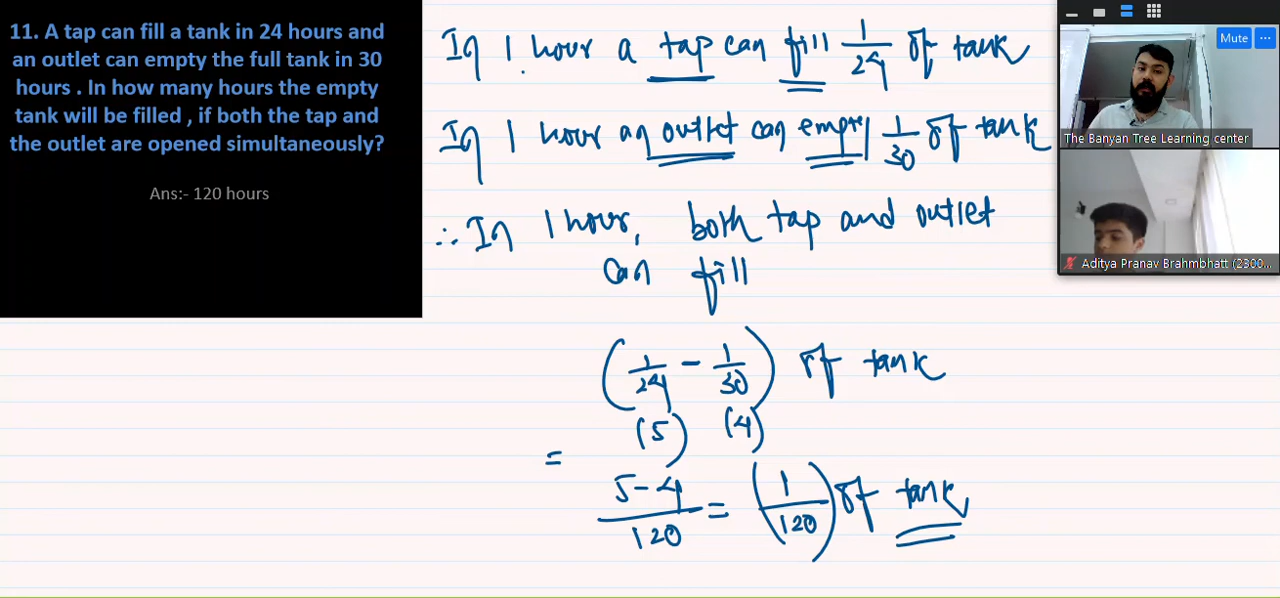 11. A tap can fill a tank in 24 hours and
an outlet can empty the full tank in 30
hours . In how many hours the empty
tank will be filled , if both the tap and
the outlet are opened simultaneously?
Ans:- 120 hours
In 1 hour a tap can fill 1/24 of tank
In 1 hour an outlet can empty 1/30 of tank
∴ In 1 hour, both tap and outlet
can fill
(1/24 - 1/30) of tank
(5) (4)
= (5-4)/120 = (1/120) of tank
Mute ...
The Banyan Tree Learning center
Aditya Pranav Brahmbhatt (2300...